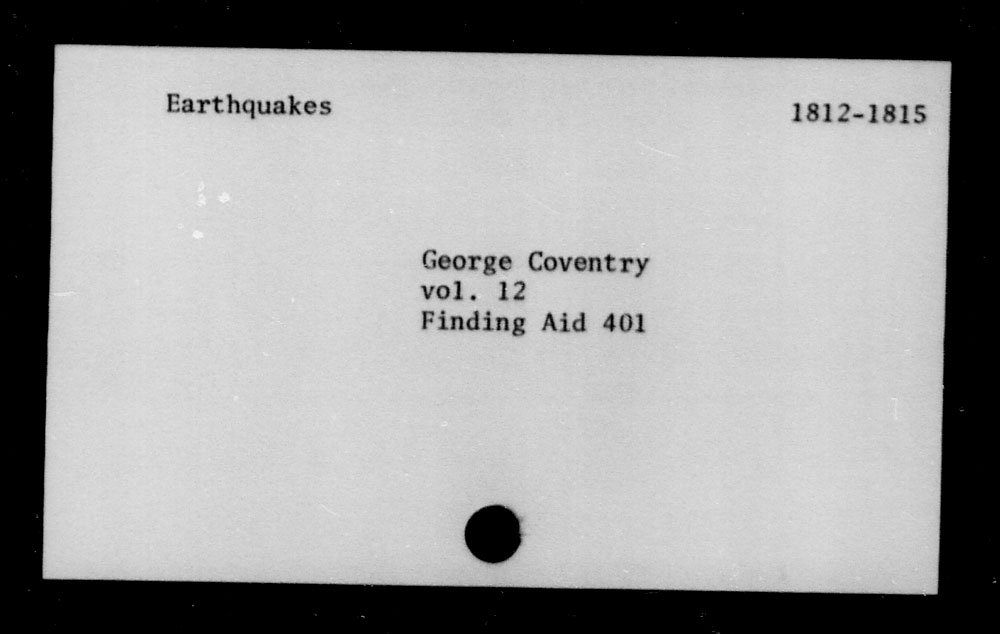 Earthquakes 1812-1815
George Coventry
vol. 12
Finding Aid 401